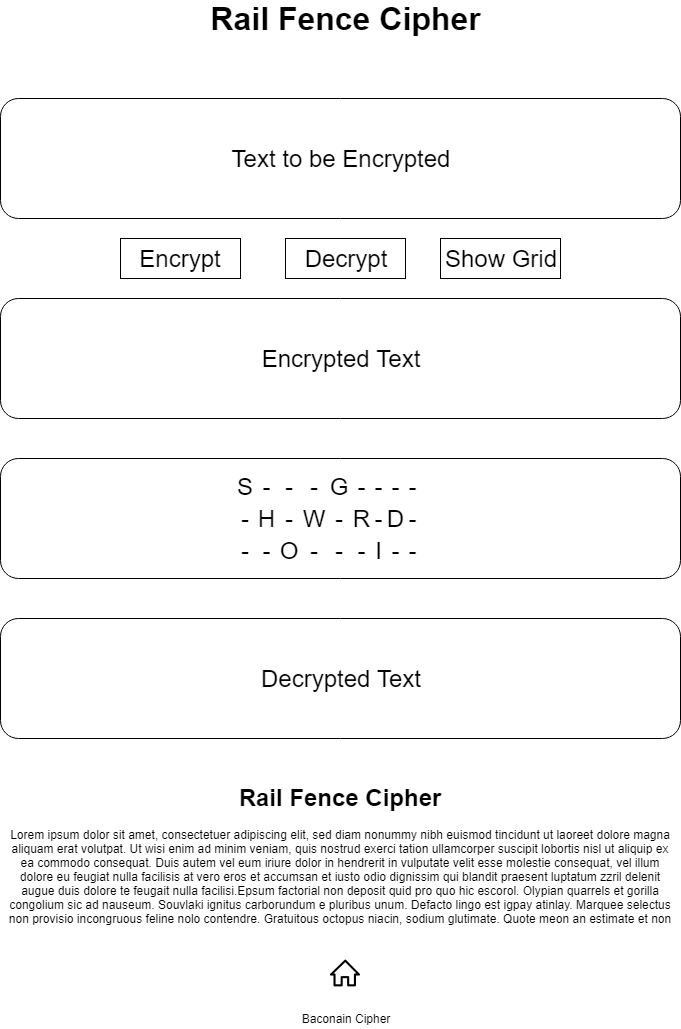 Rail Fence Cipher
Text to be Encrypted
Encrypt Decrypt Show Grid
Encrypted Text
S - - - G - - - -
- H - W - R - D -
- - O - - - I - -
Decrypted Text
Rail Fence Cipher
Lorem ipsum dolor sit amet, consectetuer adipiscing elit, sed diam nonummy nibh euismod tincidunt ut laoreet dolore magna
aliquam erat volutpat. Ut wisi enim ad minim veniam, quis nostrud exerci tation ullamcorper suscipit lobortis nisl ut aliquip ex
ea commodo consequat. Duis autem vel eum iriure dolor in hendrerit in vulputate velit esse molestie consequat, vel illum
dolore eu feugiat nulla facilisis at vero eros et accumsan et iusto odio dignissim qui blandit praesent luptatum zzril delenit
augue duis dolore te feugait nulla facilisi.Epsum factorial non deposit quid pro quo hic escorol. Olypian quarrels et gorilla
congolium sic ad nauseum. Souvlaki ignitus carborundum e pluribus unum. Defacto lingo est igpay atinlay. Marquee selectus
non provisio incongruous feline nolo contendre. Gratuitous octopus niacin, sodium glutimate. Quote meon an estimate et non
Baconain Cipher